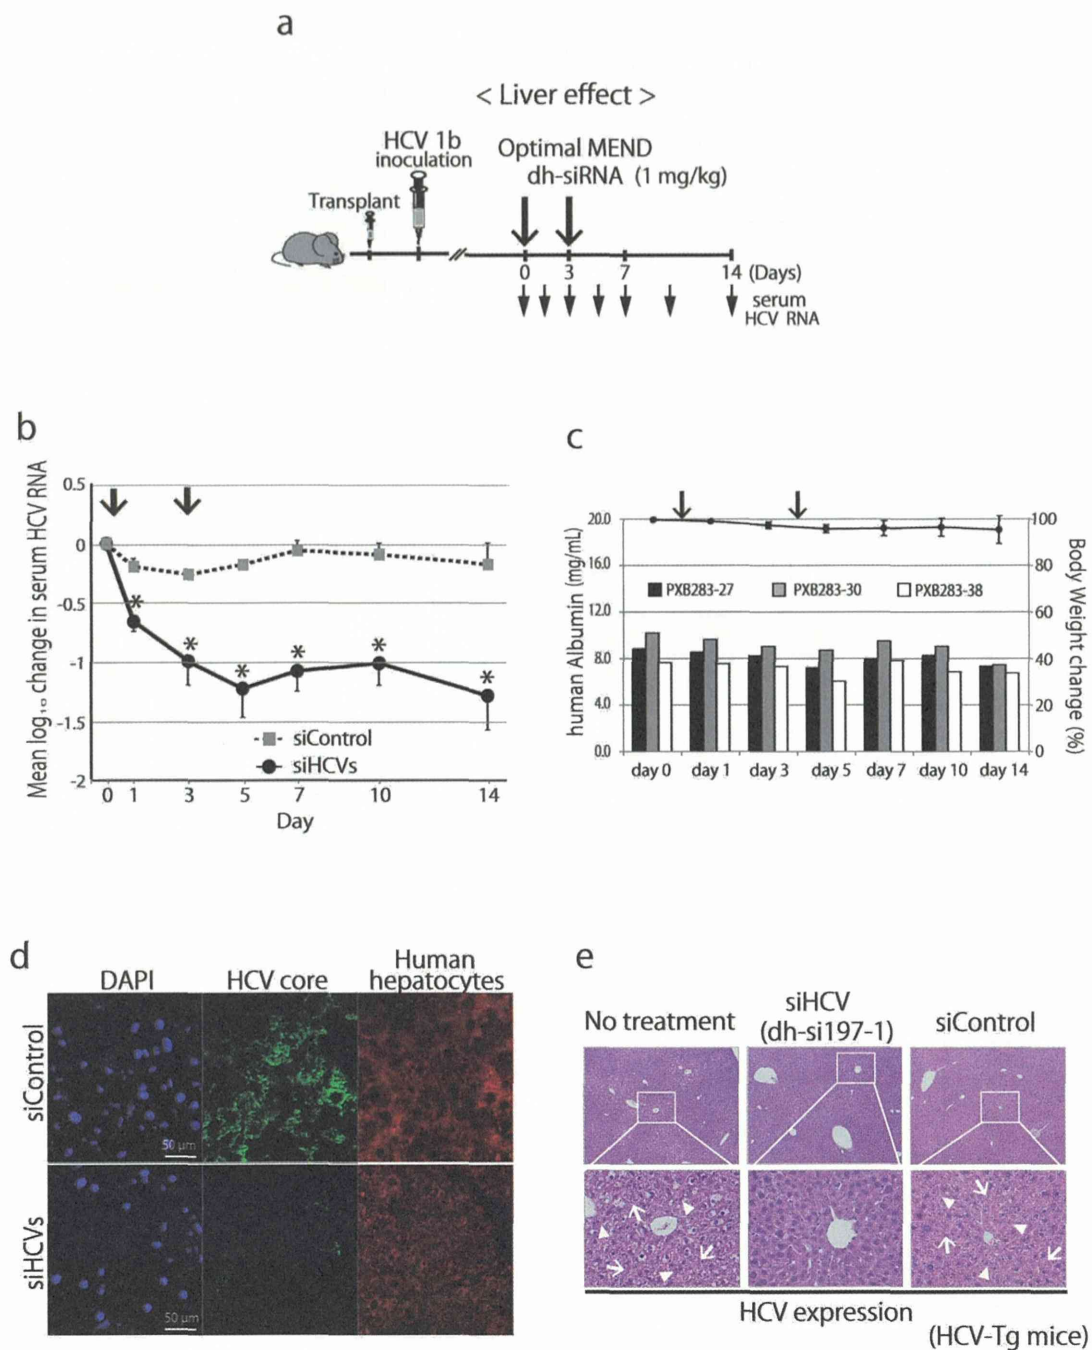 a
< Liver effect >
HCV 1b
inoculation
Optimal MEND
dh-siRNA (1 mg/kg)
Transplant
0 3 7 14 (Days)
serum
HCV RNA
b
Mean log₁₀ change in serum HCV RNA
0.5
0
-0.5
-1
-1.5
-2
* * * * * *
siControl
siHCVs
0 1 3 5 7 10 14
Day
c
human Albumin (mg/mL)
20.0
16.0
12.0
8.0
4.0
0.0
PXB283-27 PXB283-30 PXB283-38
100
80
60
40
20
0
Body Weight change (%)
day 0 day 1 day 3 day 5 day 7 day 10 day 14
d
DAPI HCV core Human
hepatocytes
siControl
50 μm
siHCVs
50 μm
e
No treatment
siHCV
(dh-si197-1)
siControl
HCV expression
(HCV-Tg mice)